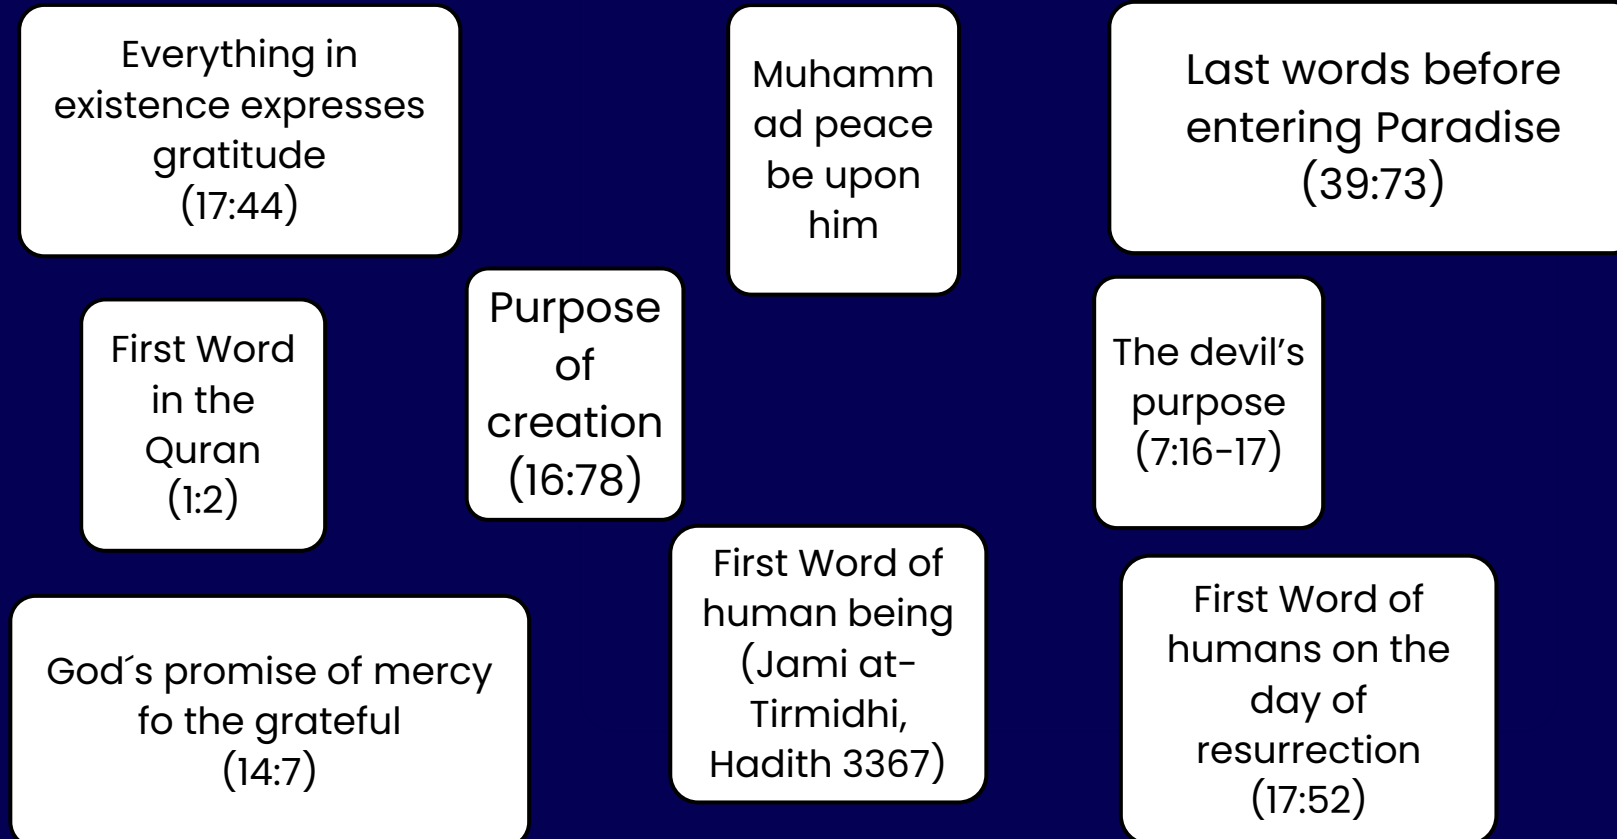 Everything in
existence expresses
gratitude
(17:44)
Muhamm
ad peace
be upon
him
Last words before
entering Paradise
(39:73)
First Word
in the
Quran
(1:2)
Purpose
of
creation
(16:78)
The devil’s
purpose
(7:16-17)
God´s promise of mercy
fo the grateful
(14:7)
First Word of
human being
(Jami at-
Tirmidhi,
Hadith 3367)
First Word of
humans on the
day of
resurrection
(17:52)